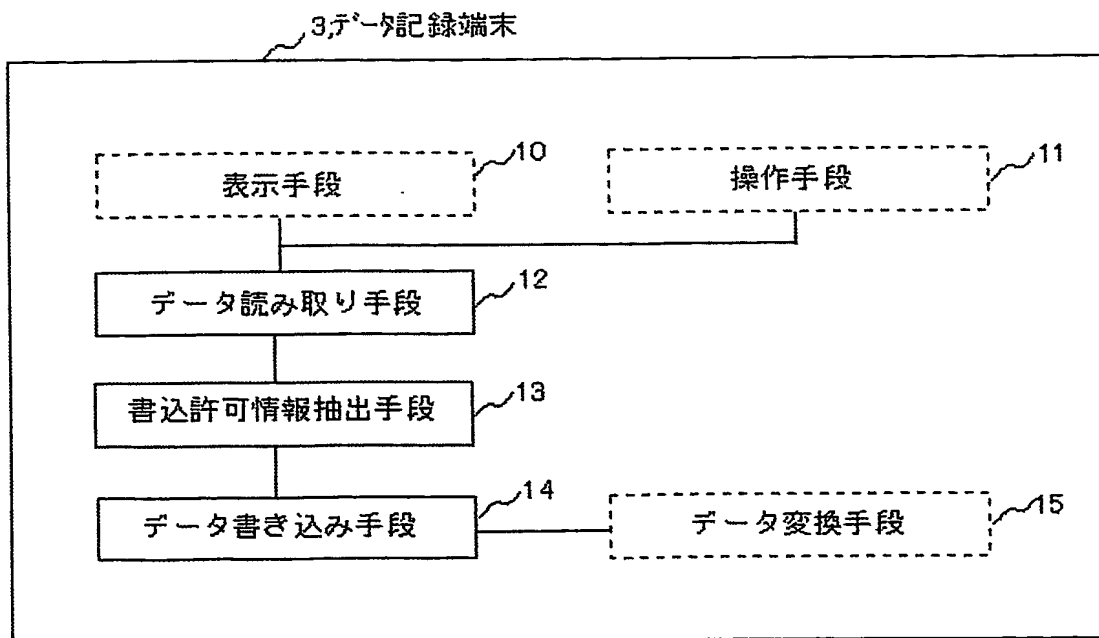 3,データ記録端末
10
11
表示手段
操作手段
12
データ読み取り手段
13
書込許可情報抽出手段
14
データ書き込み手段
15
データ変換手段